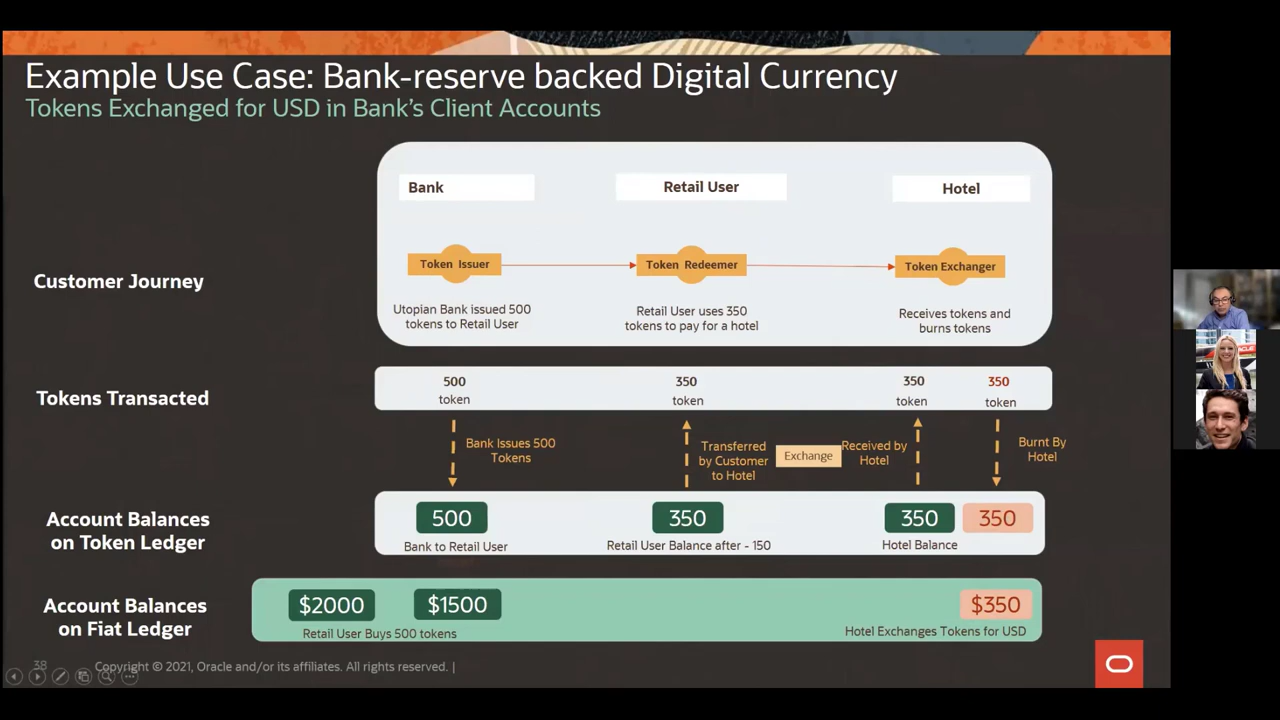 Example Use Case: Bank-reserve backed Digital Currency
Tokens Exchanged for USD in Bank's Client Accounts
Bank
Retail User
Hotel
Customer Journey
Token Issuer
Token Redeemer
Token Exchanger
Utopian Bank issued 500
tokens to Retail User
Retail User uses 350
tokens to pay for a hotel
Receives tokens and
burns tokens
Tokens Transacted
500
token
350
token
350
token
350
token
Bank Issues 500
Tokens
Transferred
by Customer
to Hotel
Exchange
Received by
Hotel
Burnt By
Hotel
Account Balances
on Token Ledger
500
Bank to Retail User
350
Retail User Balance after - 150
350
350
Hotel Balance
Account Balances
on Fiat Ledger
$2000
$1500
Retail User Buys 500 tokens
$350
Hotel Exchanges Tokens for USD
38
Copyright © 2021, Oracle and/or its affiliates. All rights reserved. |